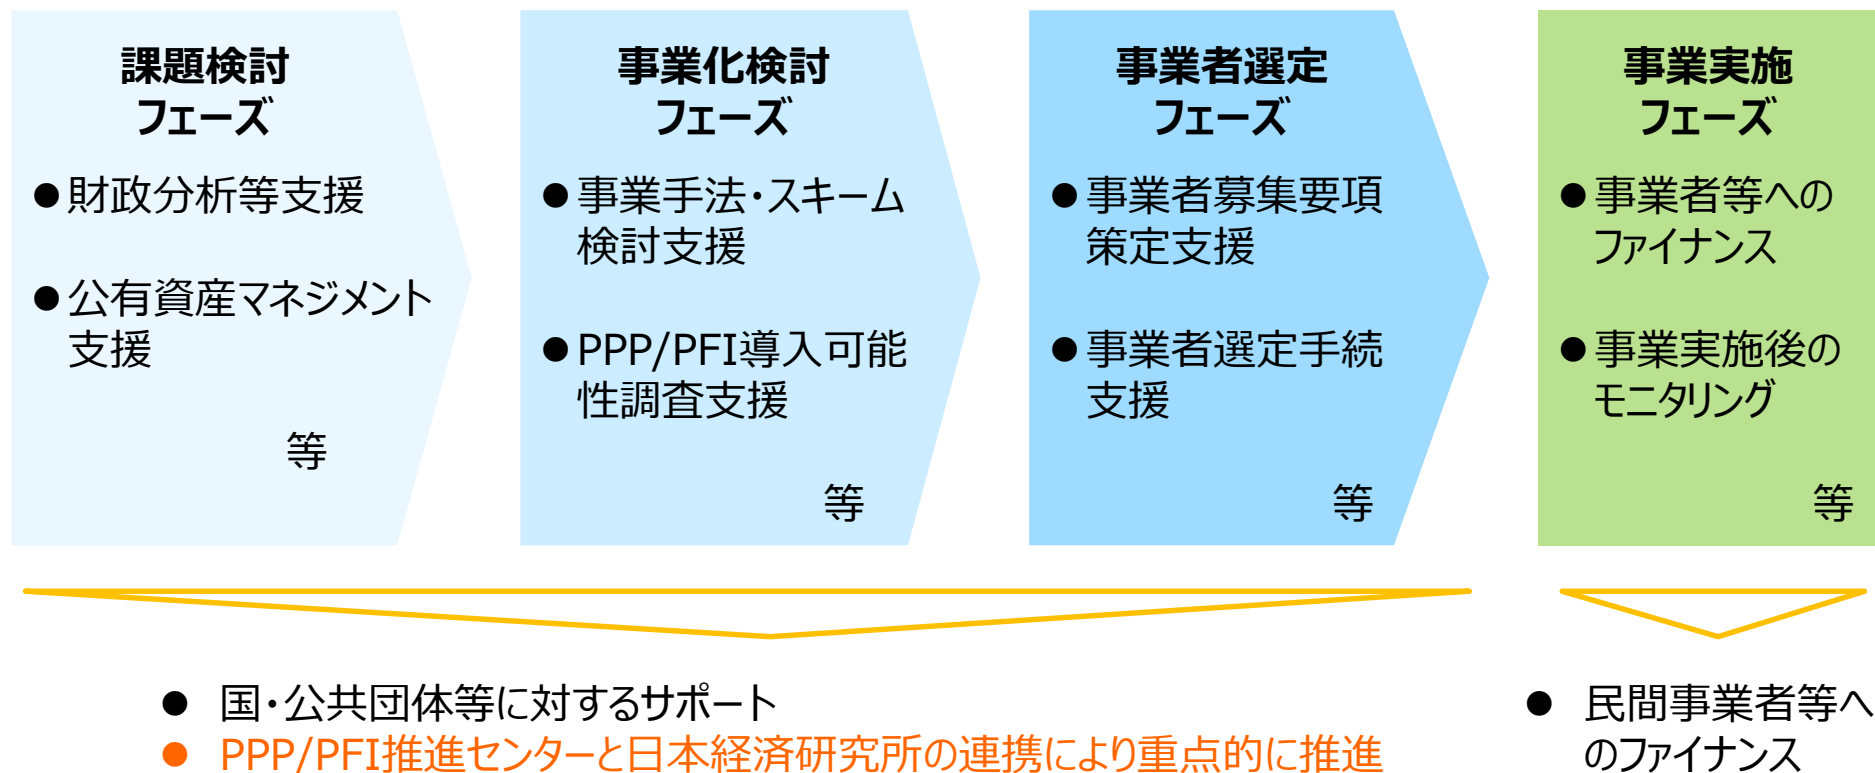 課題検討
フェーズ
●財政分析等支援
●公有資産マネジメント
支援
等
事業化検討
フェーズ
●事業手法・スキーム
検討支援
●PPP/PFI導入可能
性調査支援
等
事業者選定
フェーズ
●事業者募集要項
策定支援
●事業者選定手続
支援
等
事業実施
フェーズ
●事業者等への
ファイナンス
●事業実施後の
モニタリング
等
● 国・公共団体等に対するサポート
● PPP/PFI推進センターと日本経済研究所の連携により重点的に推進
● 民間事業者等へ
のファイナンス